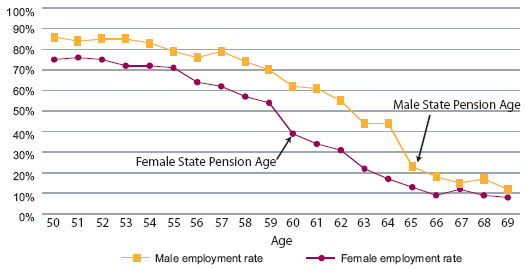 100%
90%
80%
70%
60%
50%
40%
30%
20%
10%
0%
Male State Pension Age
Female State Pension Age
50 51 52 53 54 55 56 57 58 59 60 61 62 63 64 65 66 67 68 69
Age
Male employment rate Female employment rate